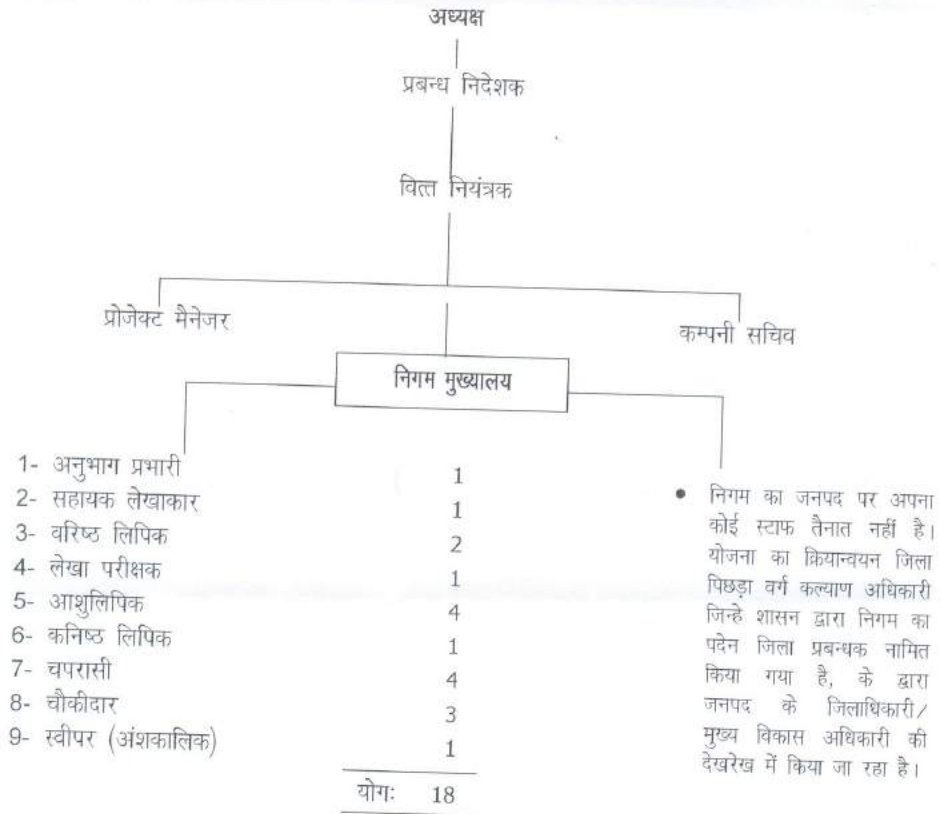 अध्यक्ष
प्रबन्ध निदेशक
वित्त नियंत्रक
प्रोजेक्ट मैनेजर
कम्पनी सचिव
निगम मुख्यालय
1- अनुभाग प्रभारी 1
2- सहायक लेखाकार 1
3- वरिष्ठ लिपिक 2
4- लेखा परीक्षक 1
5- आशुलिपिक 4
6- कनिष्ठ लिपिक 1
7- चपरासी 4
8- चौकीदार 3
9- स्वीपर (अंशकालिक) 1
योगः 18
• निगम का जनपद पर अपना
कोई स्टाफ तैनात नहीं है।
योजना का क्रियान्वयन जिला
पिछड़ा वर्ग कल्याण अधिकारी
जिन्हे शासन द्वारा निगम का
पदेन जिला प्रबन्धक नामित
किया गया है, के द्वारा
जनपद के जिलाधिकारी/
मुख्य विकास अधिकारी की
देखरेख में किया जा रहा है।